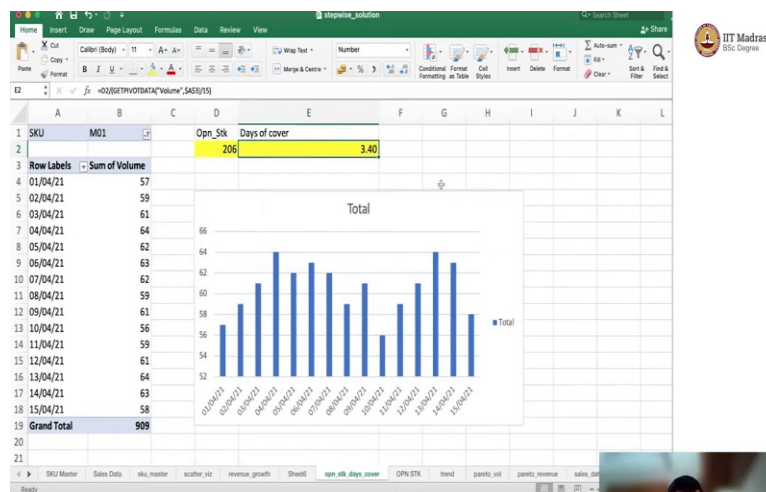 stepwise_solution
Search Sheet
Home Insert Draw Page Layout Formulas Data Review View
Share
Cut
Copy
Format
Paste
Calibri (Body) 11 A+ A-
B I U
Wrap Text
Merge & Centre
Number
Conditional Formatting
Format as Table
Cell Styles
Insert Delete Format
Auto-sum
Fill
Clear
Sort & Filter
Find & Select
IIT Madras
BSc Degree
E2 fx =D2/(GETPIVOTDATA("Volume",$A$3)/15)
A B C D E F G H I J K L
1 SKU M01 Opn_Stk Days of cover
2 206 3.40
3 Row Labels Sum of Volume
4 01/04/21 57
5 02/04/21 59
6 03/04/21 61
7 04/04/21 64
8 05/04/21 62
9 06/04/21 63
10 07/04/21 62
11 08/04/21 59
12 09/04/21 61
13 10/04/21 56
14 11/04/21 59
15 12/04/21 61
16 13/04/21 64
17 14/04/21 63
18 15/04/21 58
19 Grand Total 909
20
21
Total
66
64
62
60
58
56
54
52
01/04/21 02/04/21 03/04/21 04/04/21 05/04/21 06/04/21 07/04/21 08/04/21 09/04/21 10/04/21 11/04/21 12/04/21 13/04/21 14/04/21 15/04/21
Total
SKU Master Sales Data sku_master scatter_viz revenue_growth Sheet6 opn_stk_days_cover OPN STK trend pareto_vol pareto_revenue sales_dat
Ready